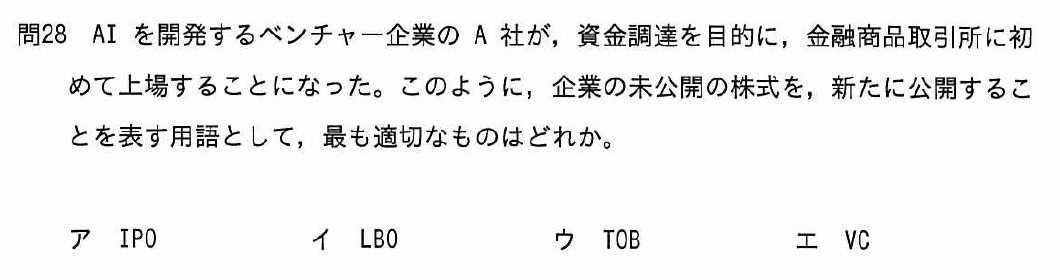 問28 AI を開発するベンチャー企業の A 社が，資金調達を目的に，金融商品取引所に初
めて上場することになった。このように，企業の未公開の株式を，新たに公開するこ
とを表す用語として，最も適切なものはどれか。
ア IPO イ LBO ウ TOB エ VC